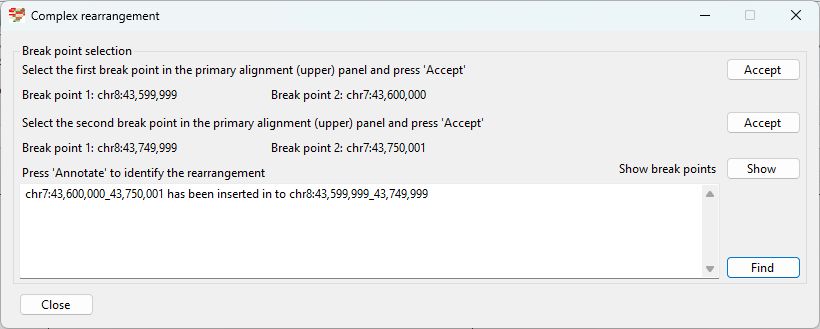 Complex rearrangement
Break point selection
Select the first break point in the primary alignment (upper) panel and press 'Accept'
Accept
Break point 1: chr8:43,599,999 Break point 2: chr7:43,600,000
Select the second break point in the primary alignment (upper) panel and press 'Accept'
Accept
Break point 1: chr8:43,749,999 Break point 2: chr7:43,750,001
Press 'Annotate' to identify the rearrangement
Show break points
Show
chr7:43,600,000_43,750,001 has been inserted in to chr8:43,599,999_43,749,999
Find
Close